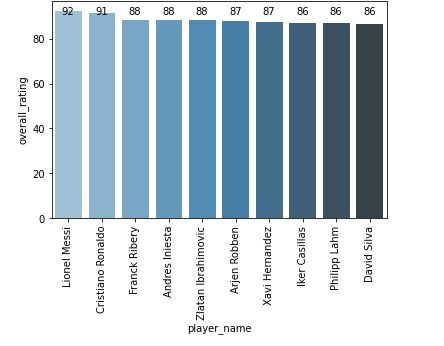 92 91 88 88 88 87 87 86 86 86
80
60
40
20
0
overall_rating
Lionel Messi
Cristiano Ronaldo
Franck Ribery
Andres Iniesta
Zlatan Ibrahimovic
Arjen Robben
Xavi Hernandez
Iker Casillas
Philipp Lahm
David Silva
player_name